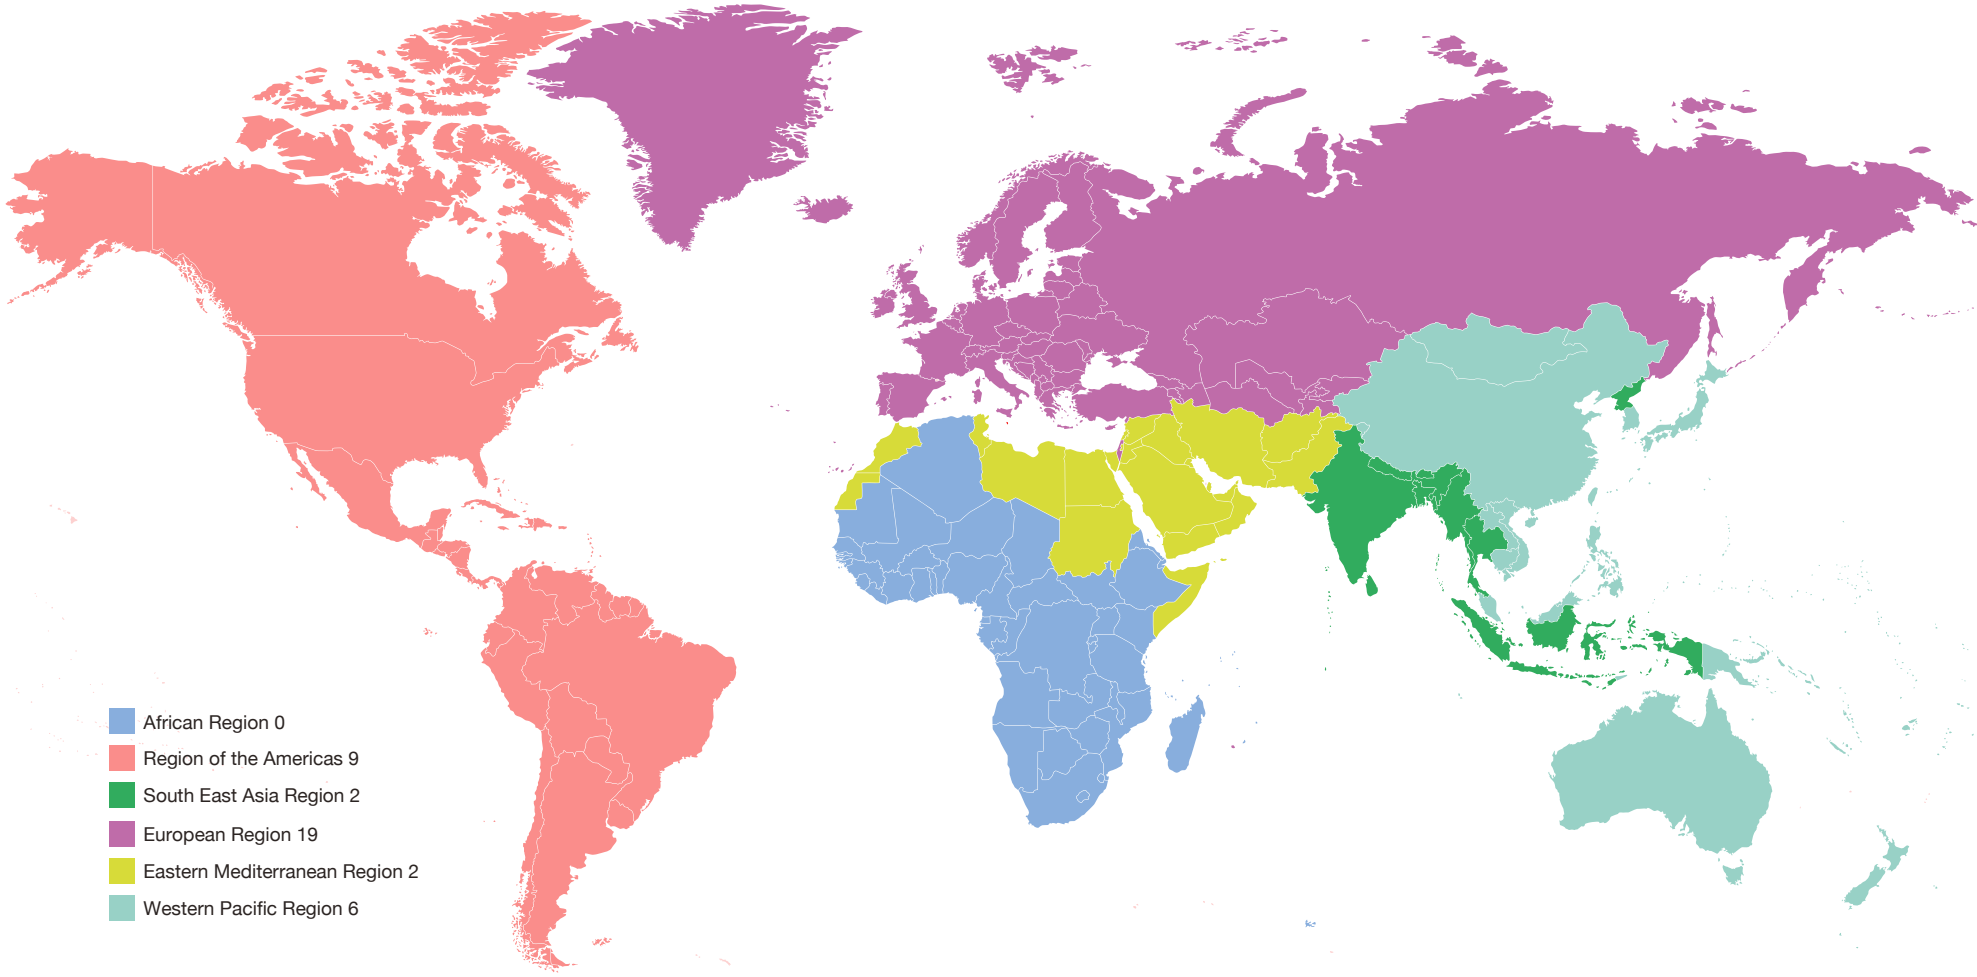 African Region 0
Region of the Americas 9
South East Asia Region 2
European Region 19
Eastern Mediterranean Region 2
Western Pacific Region 6